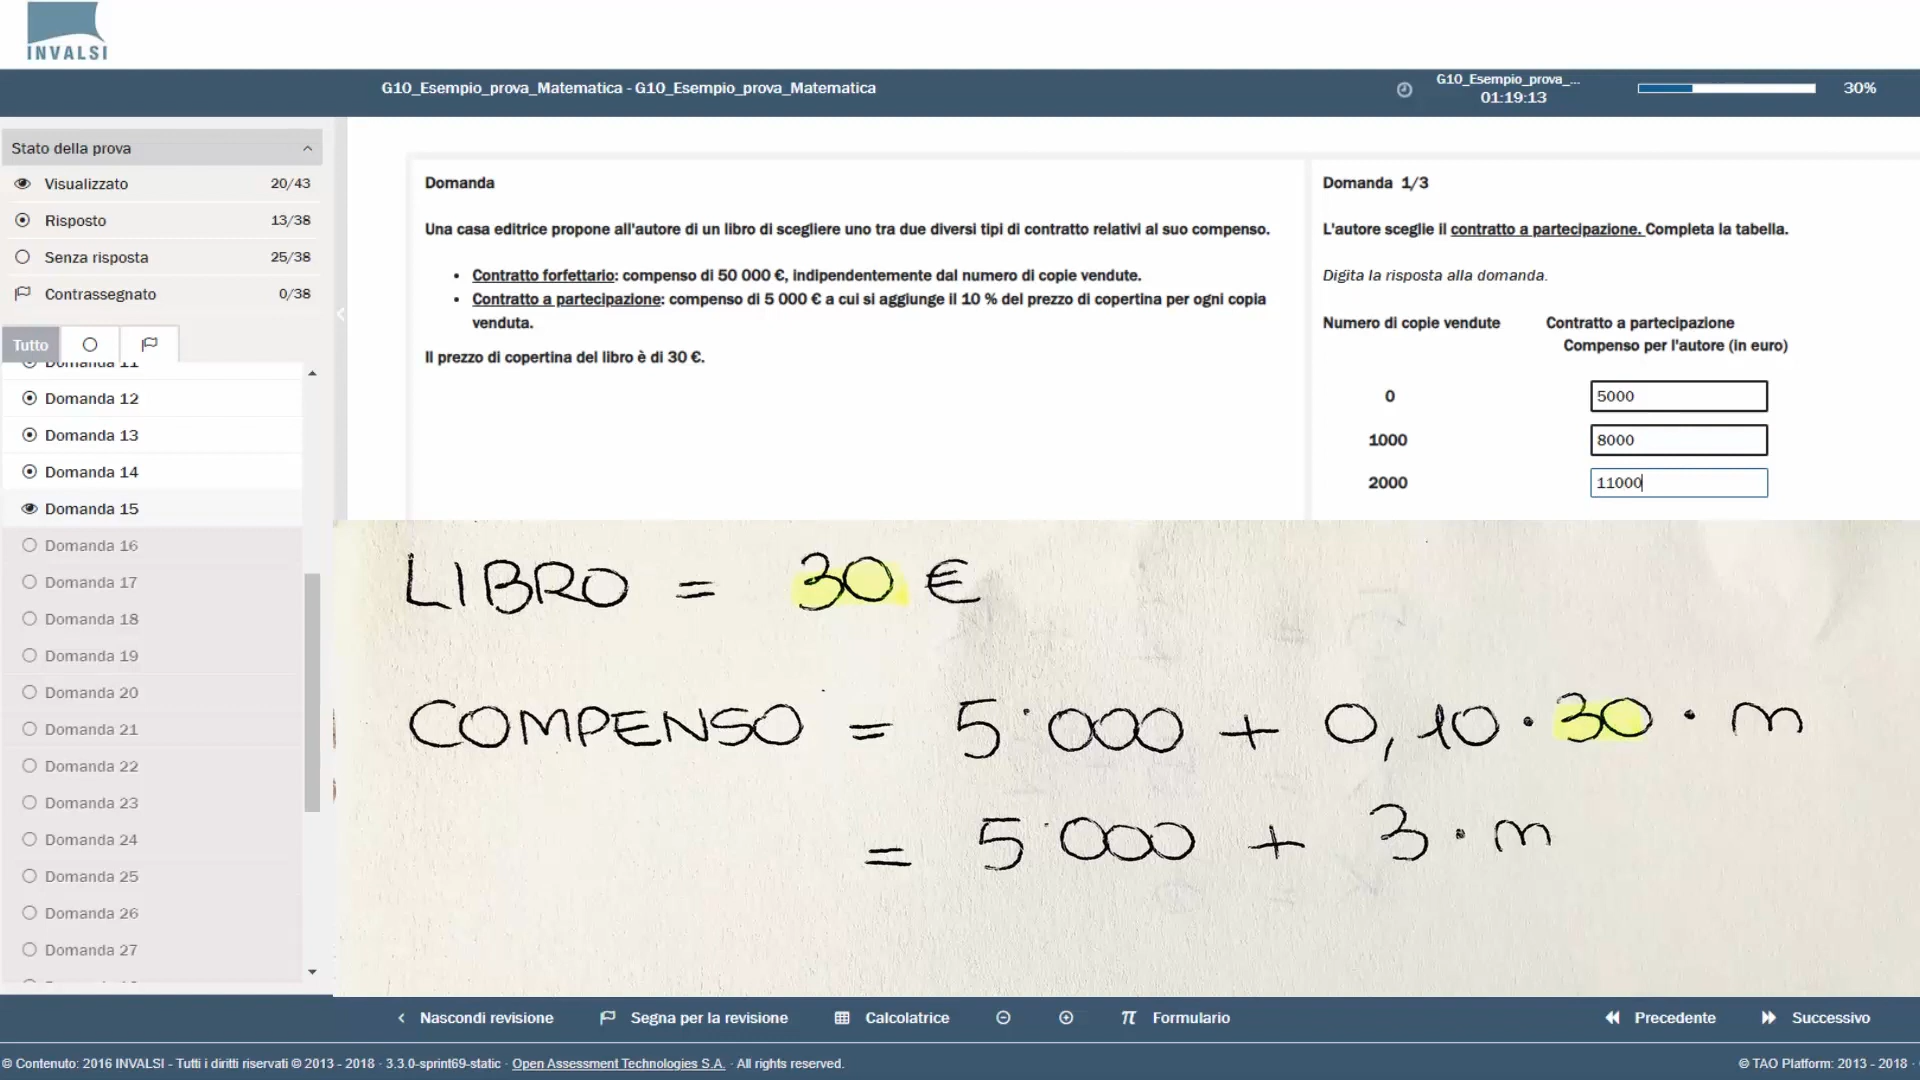 INVALSI
G10_Esempio_prova_Matematica - G10_Esempio_prova_Matematica
G10_Esempio_prova_...
01:19:13
30%
Stato della prova
Visualizzato 20/43
Risposto 13/38
Senza risposta 25/38
Contrassegnato 0/38
Tutto
Domanda 11
Domanda 12
Domanda 13
Domanda 14
Domanda 15
Domanda 16
Domanda 17
Domanda 18
Domanda 19
Domanda 20
Domanda 21
Domanda 22
Domanda 23
Domanda 24
Domanda 25
Domanda 26
Domanda 27
Domanda
Una casa editrice propone all'autore di un libro di scegliere uno tra due diversi tipi di contratto relativi al suo compenso.
• Contratto forfettario: compenso di 50 000 €, indipendentemente dal numero di copie vendute.
• Contratto a partecipazione: compenso di 5 000 € a cui si aggiunge il 10 % del prezzo di copertina per ogni copia
venduta.
Il prezzo di copertina del libro è di 30 €.
Domanda 1/3
L'autore sceglie il contratto a partecipazione. Completa la tabella.
Digita la risposta alla domanda.
Numero di copie vendute Contratto a partecipazione
Compenso per l'autore (in euro)
0 5000
1000 8000
2000 11000
LIBRO = 30 €
COMPENSO = 5˙000 + 0,10 · 30 · n
= 5˙000 + 3 · n
Nascondi revisione Segna per la revisione Calcolatrice π Formulario Precedente Successivo
© Contenuto: 2016 INVALSI - Tutti i diritti riservati © 2013 - 2018 · 3.3.0-sprint69-static · Open Assessment Technologies S.A. · All rights reserved.
© TAO Platform: 2013 - 2018 ·